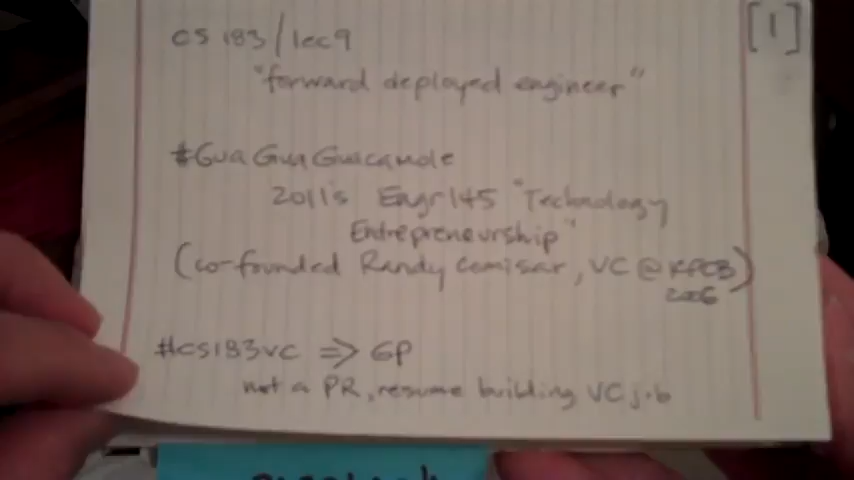 [1]
CS 183/lec9
"forward deployed engineer"
#GuaGuaGuacamole
2011's Engr145 "Technology
Entrepreneurship"
(co-founded Randy Comisar, VC @ KPCB)
2006
#CS183VC => GP
not a PR, resume building VC job